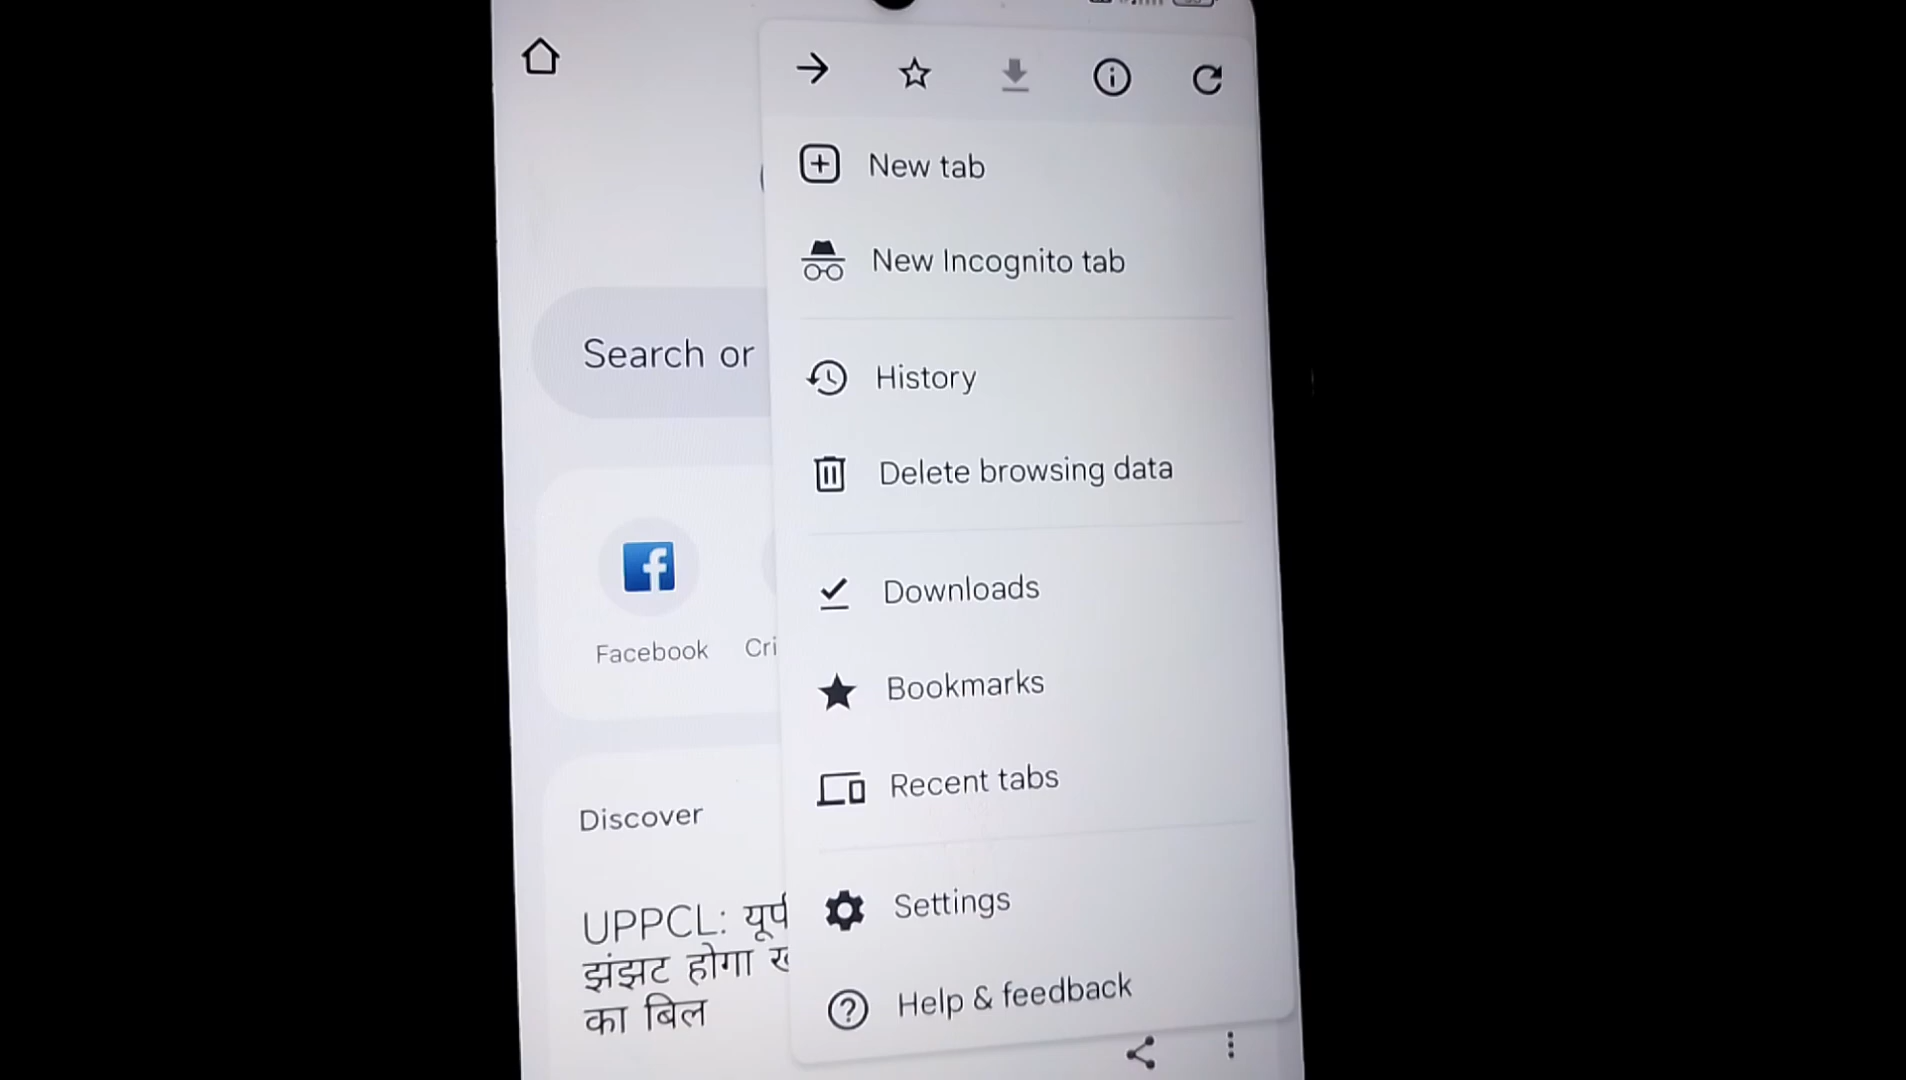 New tab
New Incognito tab
Search or
History
Delete browsing data
Downloads
Facebook
Bookmarks
Recent tabs
Discover
Settings
UPPCL:
झंझट होगा
का बिल
Help & feedback